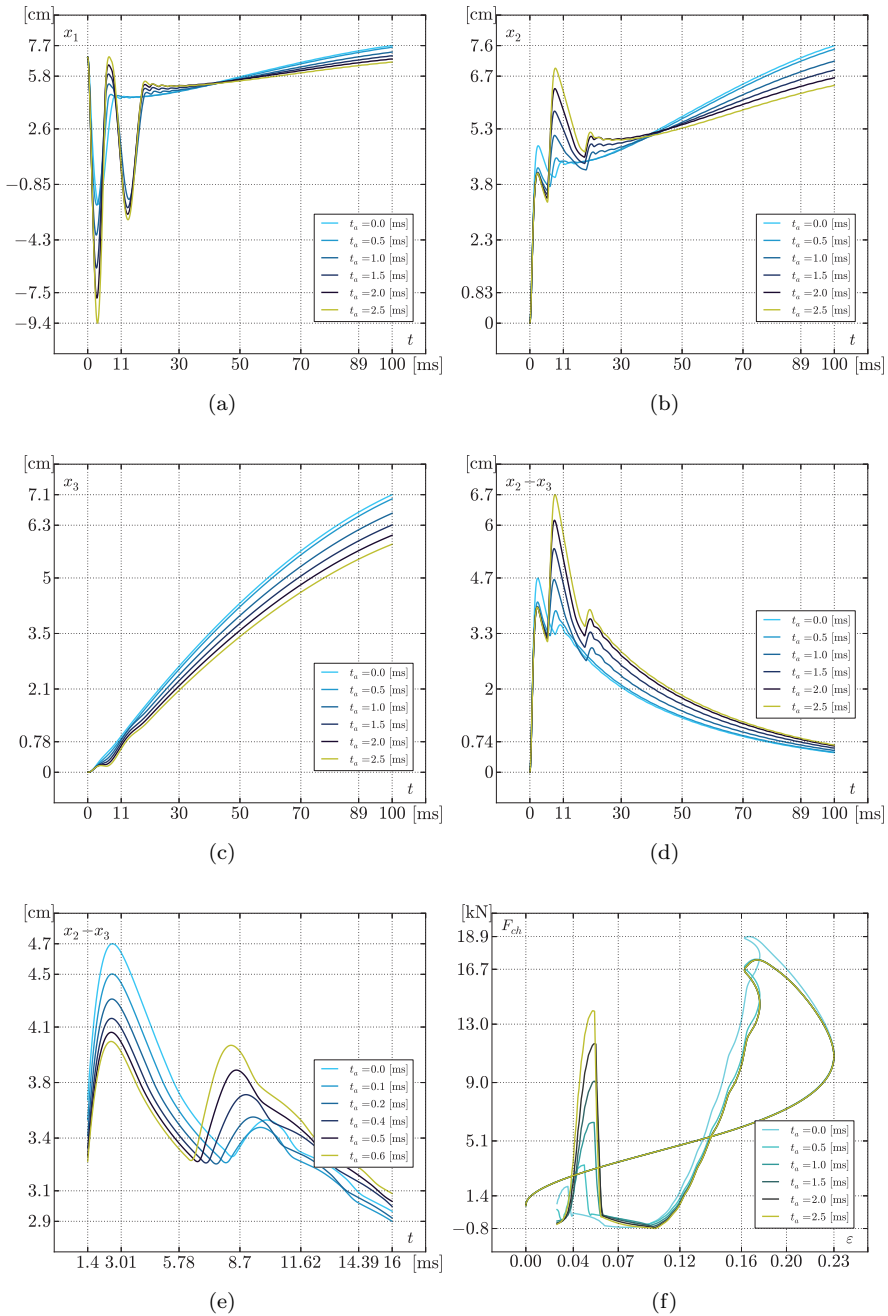 [cm]
x1
7.7
5.8
2.6
−0.85
−4.3
−7.5
−9.4
ta=0.0 [ms]
ta=0.5 [ms]
ta=1.0 [ms]
ta=1.5 [ms]
ta=2.0 [ms]
ta=2.5 [ms]
t
0 11 30 50 70 89 100 [ms]
(a)
[cm]
x2
7.6
6.7
5.3
3.8
2.3
0.83
0
ta=0.0 [ms]
ta=0.5 [ms]
ta=1.0 [ms]
ta=1.5 [ms]
ta=2.0 [ms]
ta=2.5 [ms]
t
0 11 30 50 70 89 100 [ms]
(b)
[cm]
x3
7.1
6.3
5
3.5
2.1
0.78
0
ta=0.0 [ms]
ta=0.5 [ms]
ta=1.0 [ms]
ta=1.5 [ms]
ta=2.0 [ms]
ta=2.5 [ms]
t
0 11 30 50 70 89 100 [ms]
(c)
[cm]
x2−x3
6.7
6
4.7
3.3
2
0.74
0
ta=0.0 [ms]
ta=0.5 [ms]
ta=1.0 [ms]
ta=1.5 [ms]
ta=2.0 [ms]
ta=2.5 [ms]
t
0 11 30 50 70 89 100 [ms]
(d)
[cm]
x2−x3
4.7
4.5
4.1
3.8
3.4
3.1
2.9
ta=0.0 [ms]
ta=0.1 [ms]
ta=0.2 [ms]
ta=0.4 [ms]
ta=0.5 [ms]
ta=0.6 [ms]
t
1.4 3.01 5.78 8.7 11.62 14.39 16 [ms]
(e)
[kN]
Fch
18.9
16.7
13.0
9.0
5.1
1.4
−0.8
ta=0.0 [ms]
ta=0.5 [ms]
ta=1.0 [ms]
ta=1.5 [ms]
ta=2.0 [ms]
ta=2.5 [ms]
ε
0.00 0.04 0.07 0.12 0.16 0.20 0.23
(f)